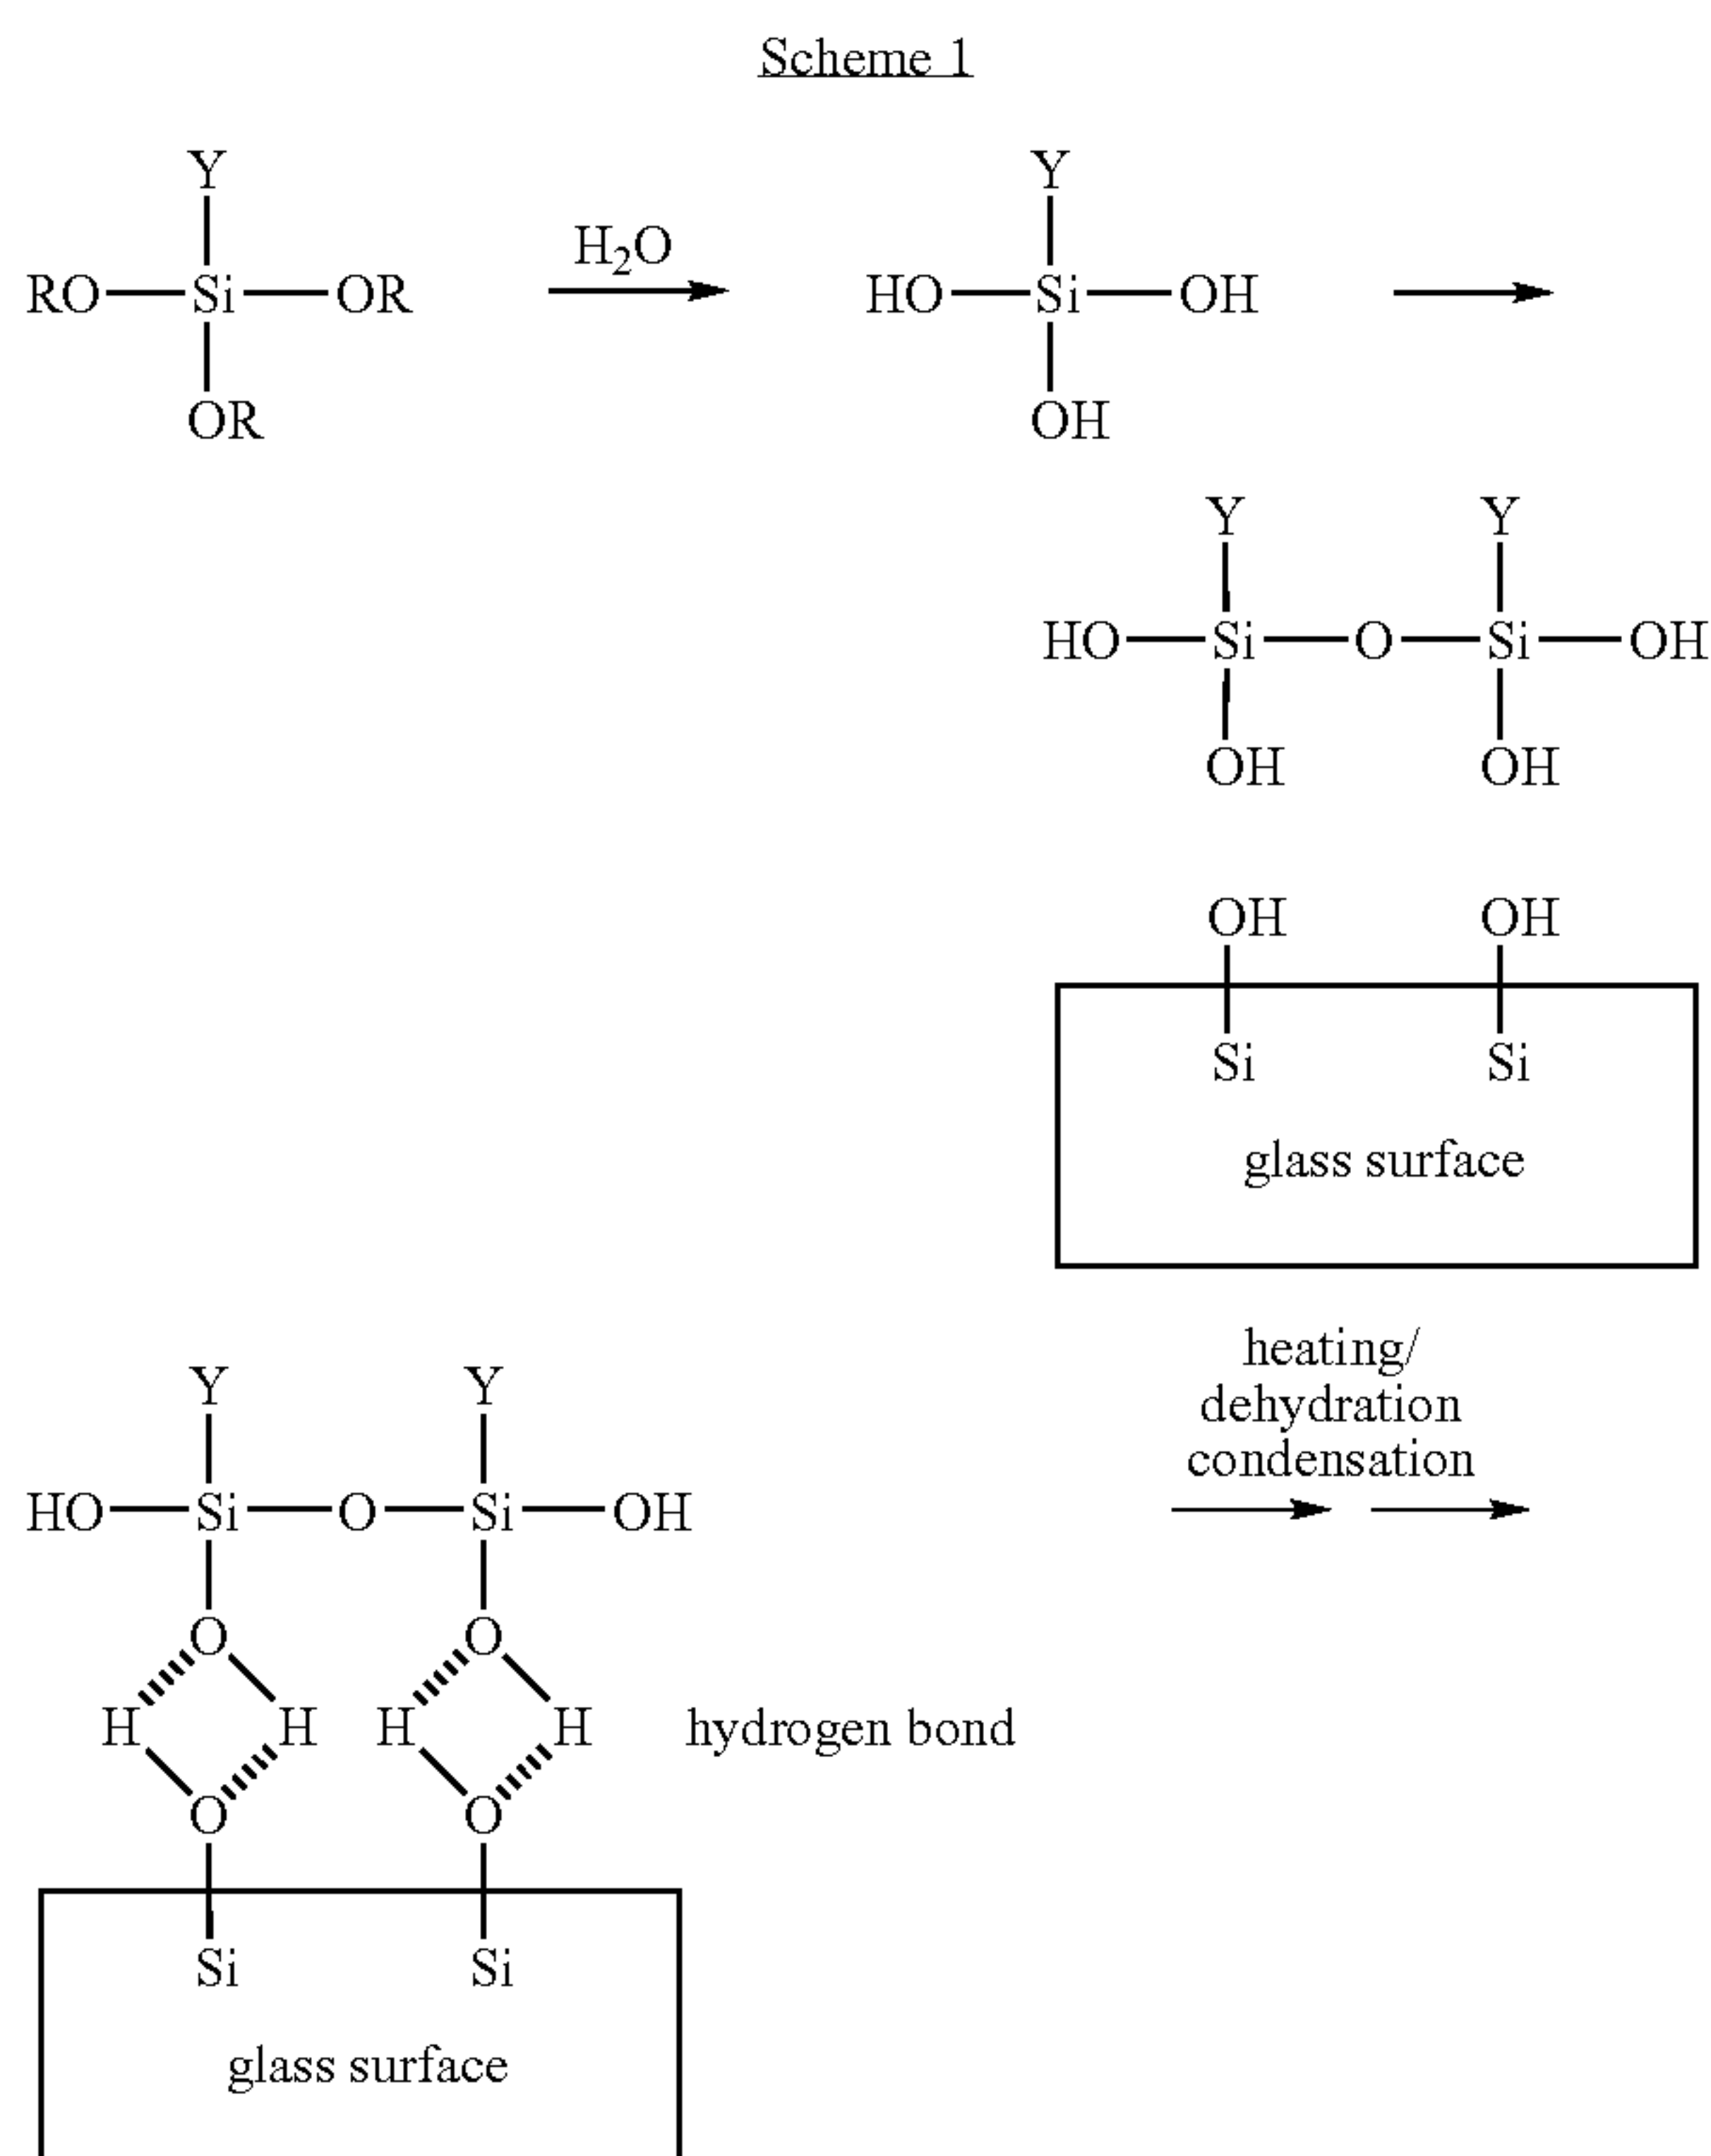 Scheme 1
Y Y
H2O
RO Si OR HO Si OH
OR OH
Y Y
HO Si O Si OH
OH OH
OH OH
Si Si
glass surface
heating/
dehydration
condensation
Y Y
HO Si O Si OH
O O
H H H H hydrogen bond
O O
Si Si
glass surface